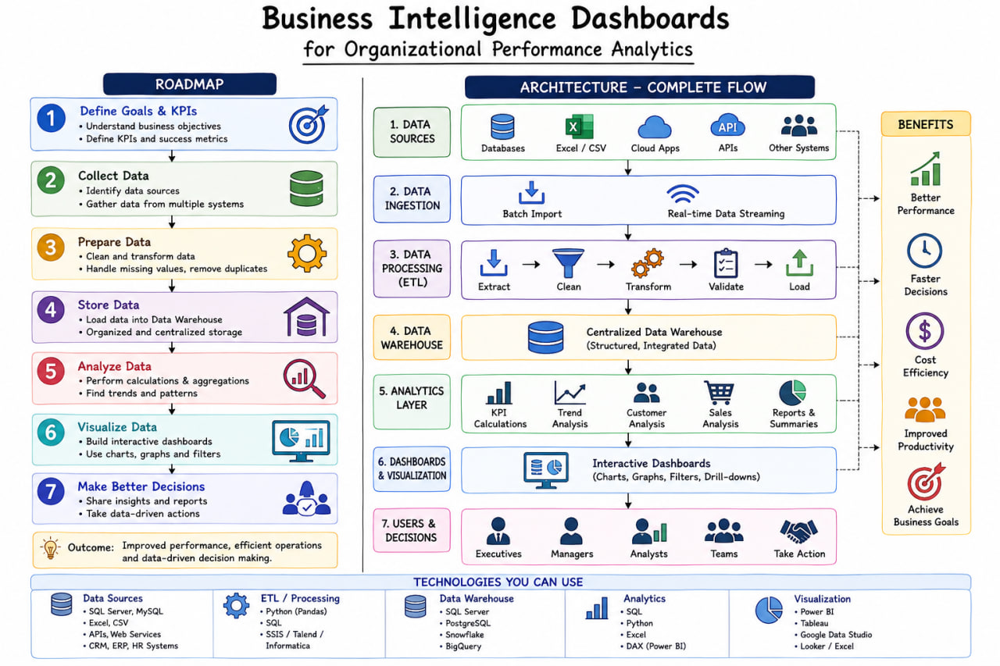 Business Intelligence Dashboards
for Organizational Performance Analytics
ROADMAP
1
Define Goals & KPIs
• Understand business objectives
• Define KPIs and success metrics
2
Collect Data
• Identify data sources
• Gather data from multiple systems
3
Prepare Data
• Clean and transform data
• Handle missing values, remove duplicates
4
Store Data
• Load data into Data Warehouse
• Organized and centralized storage
5
Analyze Data
• Perform calculations & aggregations
• Find trends and patterns
6
Visualize Data
• Build interactive dashboards
• Use charts, graphs and filters
7
Make Better Decisions
• Share insights and reports
• Take data-driven actions
Outcome: Improved performance, efficient operations
and data-driven decision making.
ARCHITECTURE – COMPLETE FLOW
1. DATA
SOURCES
Databases
X
Excel / CSV
Cloud Apps
API
APIs
Other Systems
2. DATA
INGESTION
Batch Import
Real-time Data Streaming
3. DATA
PROCESSING
(ETL)
Extract
Clean
Transform
Validate
Load
4. DATA
WAREHOUSE
Centralized Data Warehouse
(Structured, Integrated Data)
5. ANALYTICS
LAYER
KPI
Calculations
Trend
Analysis
Customer
Analysis
Sales
Analysis
Reports &
Summaries
6. DASHBOARDS
& VISUALIZATION
Interactive Dashboards
(Charts, Graphs, Filters, Drill-downs)
7. USERS &
DECISIONS
Executives
Managers
Analysts
Teams
Take Action
BENEFITS
Better
Performance
Faster
Decisions
$
Cost
Efficiency
Improved
Productivity
Achieve
Business Goals
TECHNOLOGIES YOU CAN USE
Data Sources
• SQL Server, MySQL
• Excel, CSV
• APIs, Web Services
• CRM, ERP, HR Systems
ETL / Processing
• Python (Pandas)
• SQL
• SSIS / Talend /
Informatica
Data Warehouse
• SQL Server
• PostgreSQL
• Snowflake
• BigQuery
Analytics
• SQL
• Python
• Excel
• DAX (Power BI)
Visualization
• Power BI
• Tableau
• Google Data Studio
• Looker / Excel